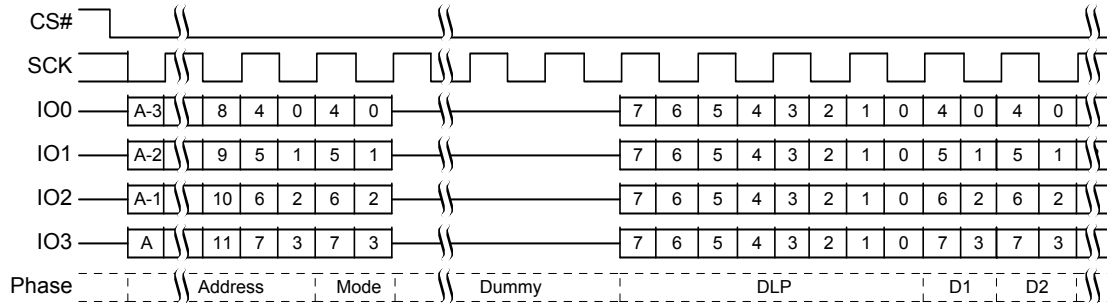 CS#
SCK
IO0 A-3 8 4 0 4 0 7 6 5 4 3 2 1 0 4 0 4 0
IO1 A-2 9 5 1 5 1 7 6 5 4 3 2 1 0 5 1 5 1
IO2 A-1 10 6 2 6 2 7 6 5 4 3 2 1 0 6 2 6 2
IO3 A 11 7 3 7 3 7 6 5 4 3 2 1 0 7 3 7 3
Phase Address Mode Dummy DLP D1 D2